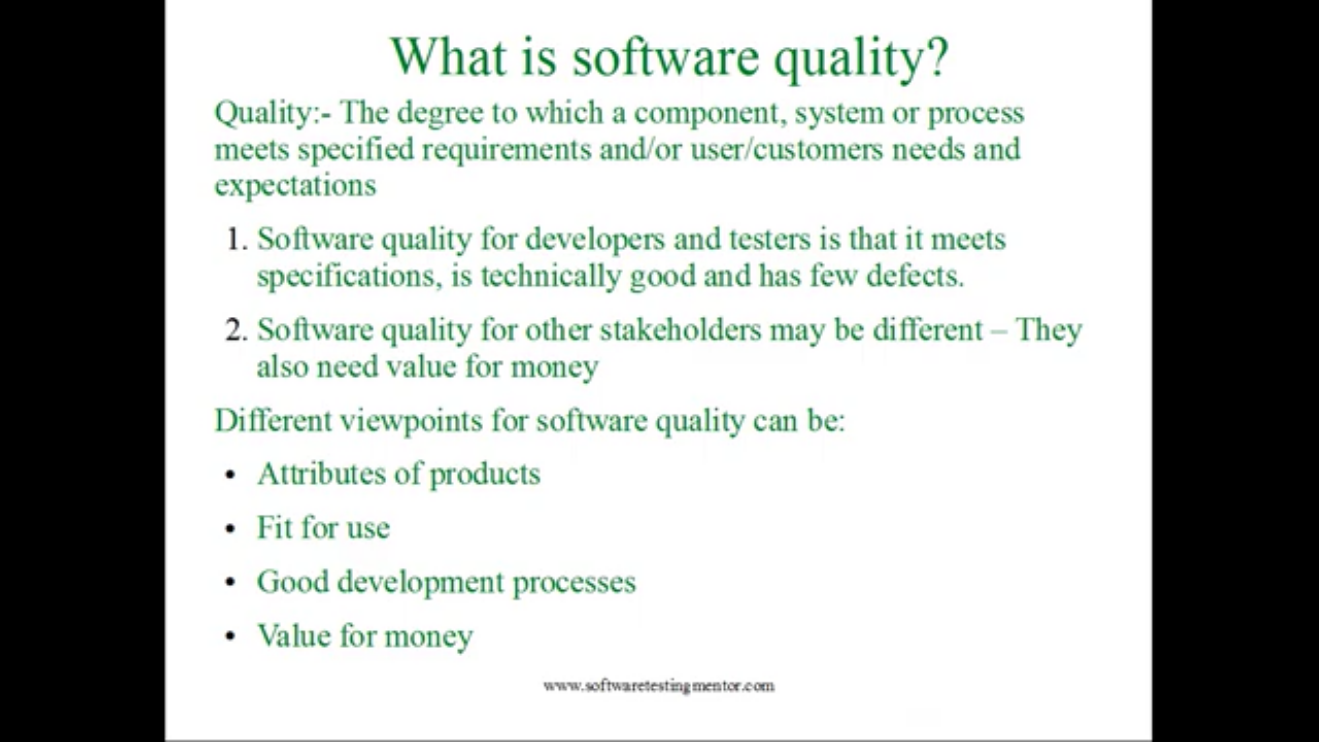 What is software quality?
Quality:- The degree to which a component, system or process
meets specified requirements and/or user/customers needs and
expectations
1. Software quality for developers and testers is that it meets
specifications, is technically good and has few defects.
2. Software quality for other stakeholders may be different – They
also need value for money
Different viewpoints for software quality can be:
• Attributes of products
• Fit for use
• Good development processes
• Value for money
www.softwaretestingmentor.com